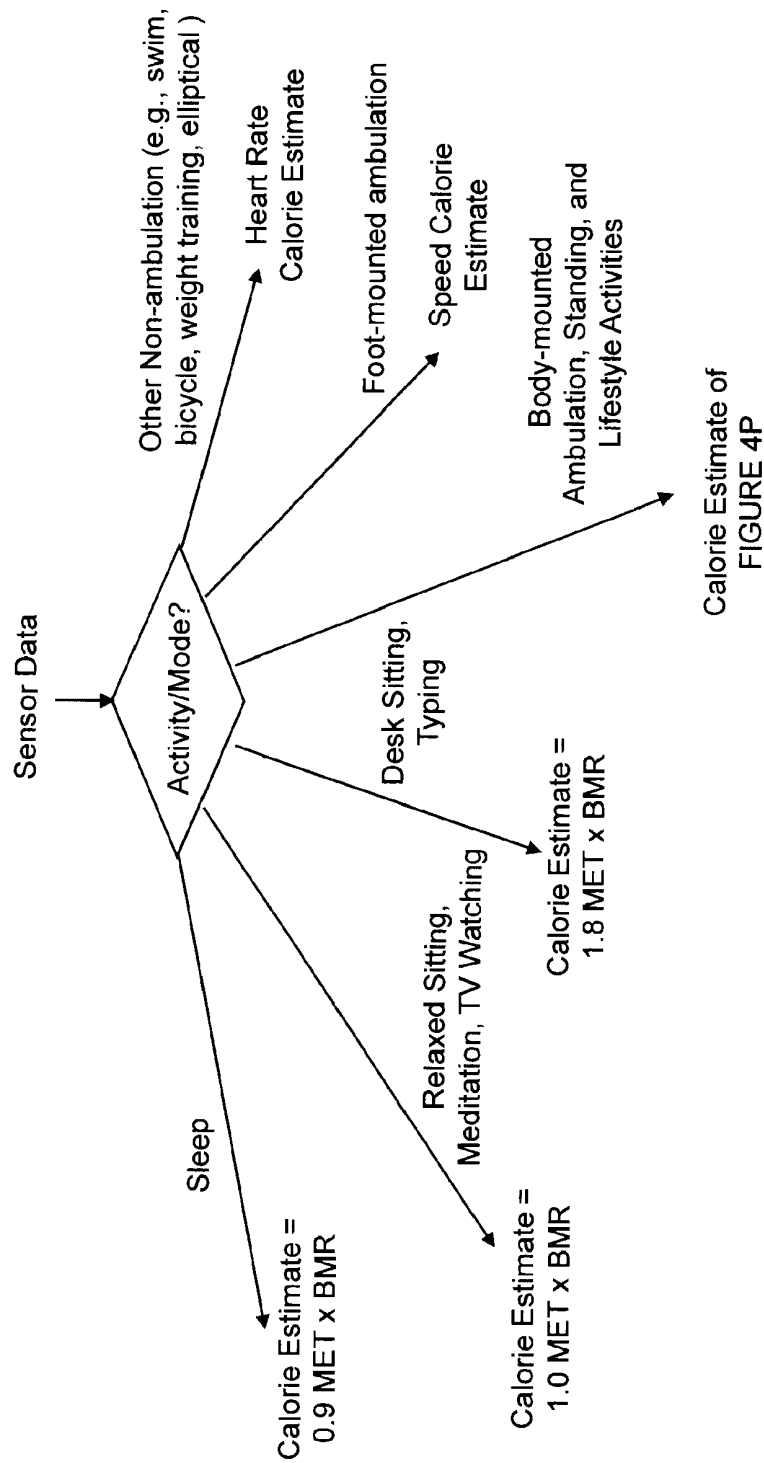 Sensor Data
Activity/Mode?
Sleep
Calorie Estimate =
0.9 MET x BMR
Relaxed Sitting,
Meditation, TV Watching
Calorie Estimate =
1.0 MET x BMR
Desk Sitting,
Typing
Calorie Estimate =
1.8 MET x BMR
Body-mounted
Ambulation, Standing, and
Lifestyle Activities
Calorie Estimate of
FIGURE 4P
Foot-mounted ambulation
Speed Calorie
Estimate
Other Non-ambulation (e.g., swim,
bicycle, weight training, elliptical )
Heart Rate
Calorie Estimate